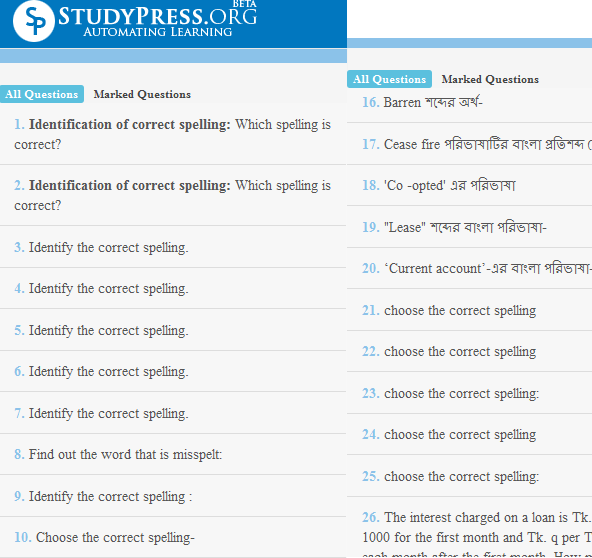 SP STUDYPRESS.ORG BETA
AUTOMATING LEARNING
All Questions Marked Questions
1. Identification of correct spelling: Which spelling is
correct?
2. Identification of correct spelling: Which spelling is
correct?
3. Identify the correct spelling.
4. Identify the correct spelling.
5. Identify the correct spelling.
6. Identify the correct spelling.
7. Identify the correct spelling.
8. Find out the word that is misspelt:
9. Identify the correct spelling :
10. Choose the correct spelling-
All Questions Marked Questions
16. Barren শব্দের অর্থ-
17. Cease fire পরিভাষাটির বাংলা প্রতিশব্দ (
18. 'Co -opted' এর পরিভাষা
19. "Lease" শব্দের বাংলা পরিভাষা-
20. ‘Current account’-এর বাংলা পরিভাষা-
21. choose the correct spelling
22. choose the correct spelling
23. choose the correct spelling:
24. choose the correct spelling
25. choose the correct spelling:
26. The interest charged on a loan is Tk.
1000 for the first month and Tk. q per T
each month after the first month. How